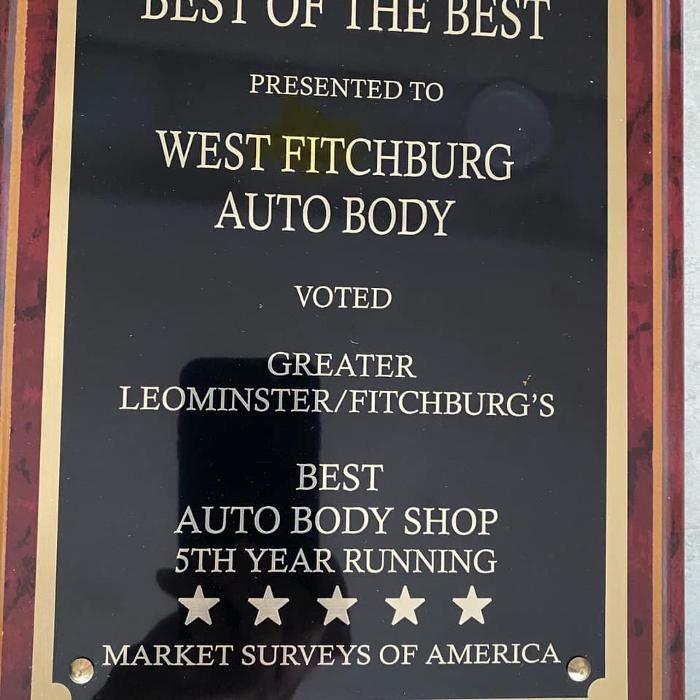 BEST OF THE BEST
PRESENTED TO
WEST FITCHBURG
AUTO BODY
VOTED
GREATER
LEOMINSTER/FITCHBURG'S
BEST
AUTO BODY SHOP
5TH YEAR RUNNING
MARKET SURVEYS OF AMERICA